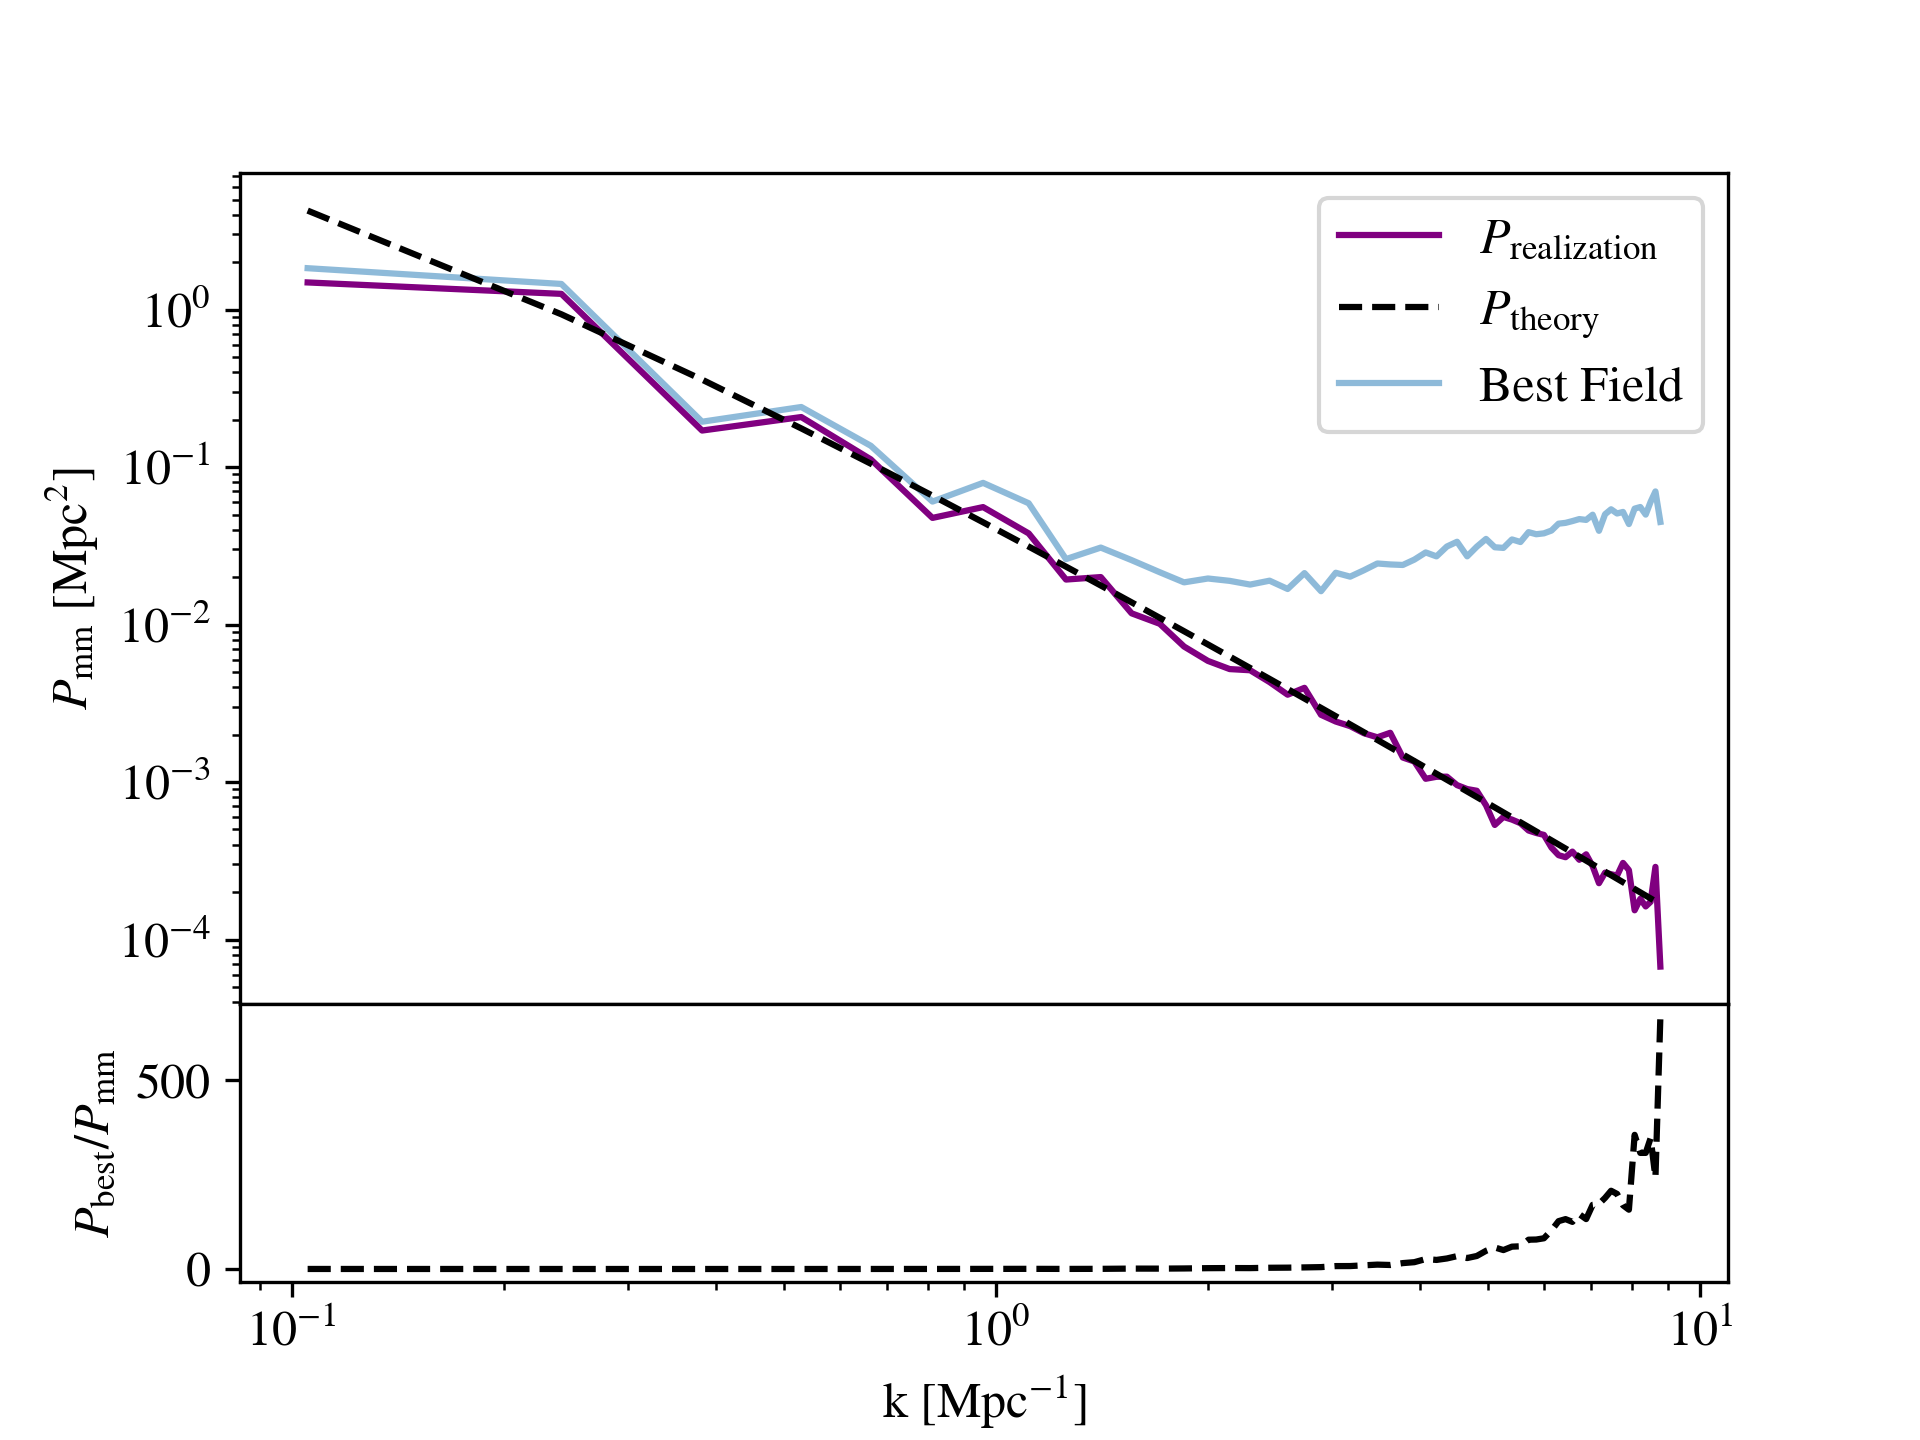 P_realization
P_theory
Best Field
10^0
10^−1
10^−2
10^−3
10^−4
P_mm [Mpc^2]
500
0
P_best/P_mm
10^−1
10^0
10^1
k [Mpc^−1]